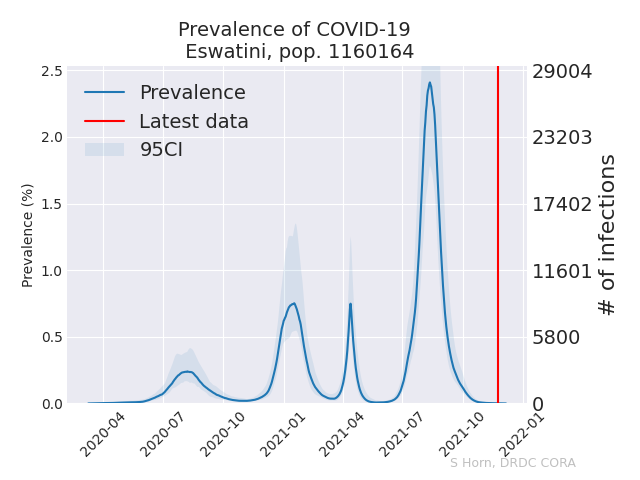 Prevalence of COVID-19
Eswatini, pop. 1160164
Prevalence
Latest data
95CI
Prevalence (%)
2.5
2.0
1.5
1.0
0.5
0.0
29004
23203
17402
11601
5800
0
# of infections
2020-04
2020-07
2020-10
2021-01
2021-04
2021-07
2021-10
2022-01
S Horn, DRDC CORA